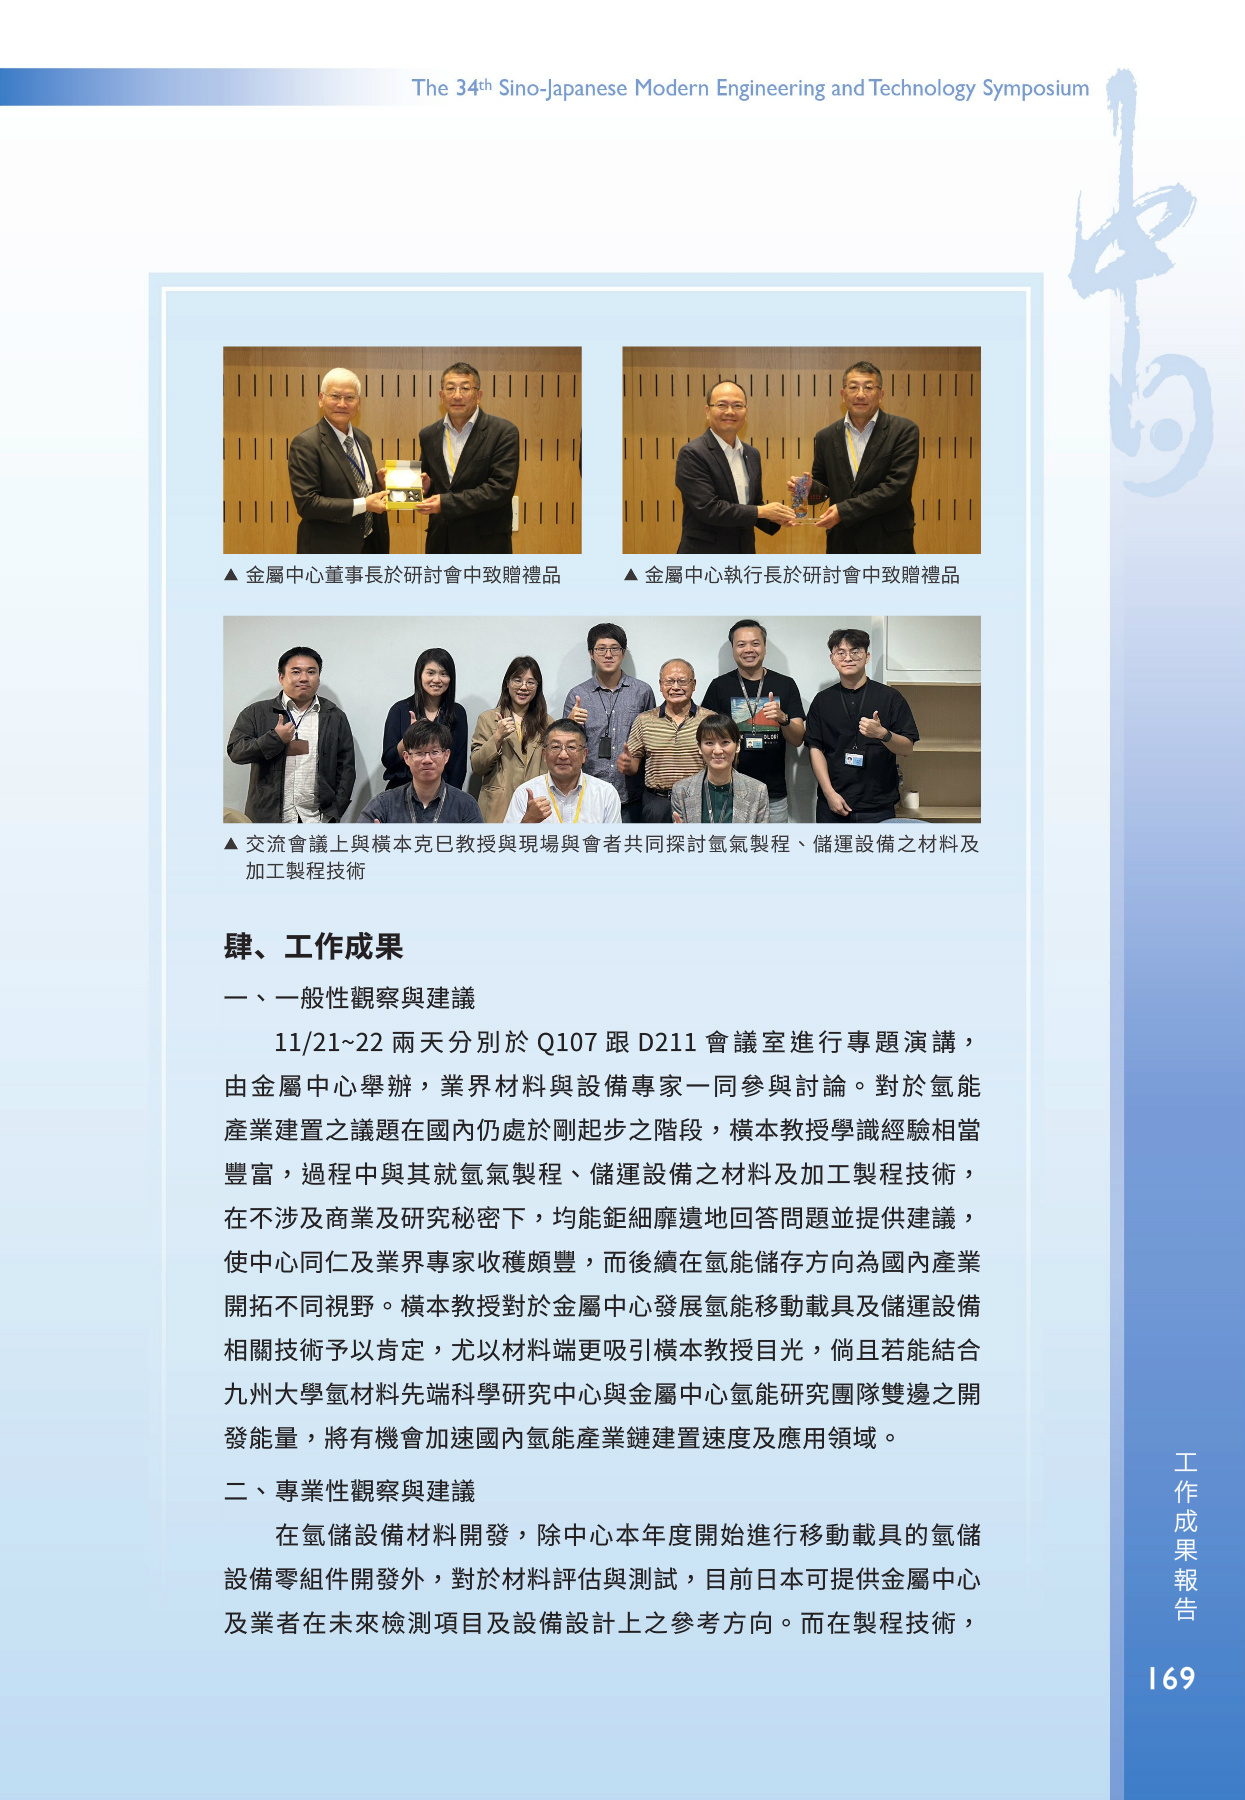 The 34th Sino-Japanese Modern Engineering and Technology Symposium
▲ 金屬中心董事長於研討會中致贈禮品
▲ 金屬中心執行長於研討會中致贈禮品
▲ 交流會議上與橫本克巳教授與現場與會者共同探討氫氣製程、儲運設備之材料及
加工製程技術
肆、工作成果
一、一般性觀察與建議
11/21~22 兩天分別於 Q107 跟 D211 會議室進行專題演講，
由金屬中心舉辦，業界材料與設備專家一同參與討論。對於氫能
產業建置之議題在國內仍處於剛起步之階段，橫本教授學識經驗相當
豐富，過程中與其就氫氣製程、儲運設備之材料及加工製程技術，
在不涉及商業及研究秘密下，均能鉅細靡遺地回答問題並提供建議，
使中心同仁及業界專家收穫頗豐，而後續在氫能儲存方向為國內產業
開拓不同視野。橫本教授對於金屬中心發展氫能移動載具及儲運設備
相關技術予以肯定，尤以材料端更吸引橫本教授目光，倘且若能結合
九州大學氫材料先端科學研究中心與金屬中心氫能研究團隊雙邊之開
發能量，將有機會加速國內氫能產業鏈建置速度及應用領域。
二、專業性觀察與建議
在氫儲設備材料開發，除中心本年度開始進行移動載具的氫儲
設備零組件開發外，對於材料評估與測試，目前日本可提供金屬中心
及業者在未來檢測項目及設備設計上之參考方向。而在製程技術，
工作成果報告
169